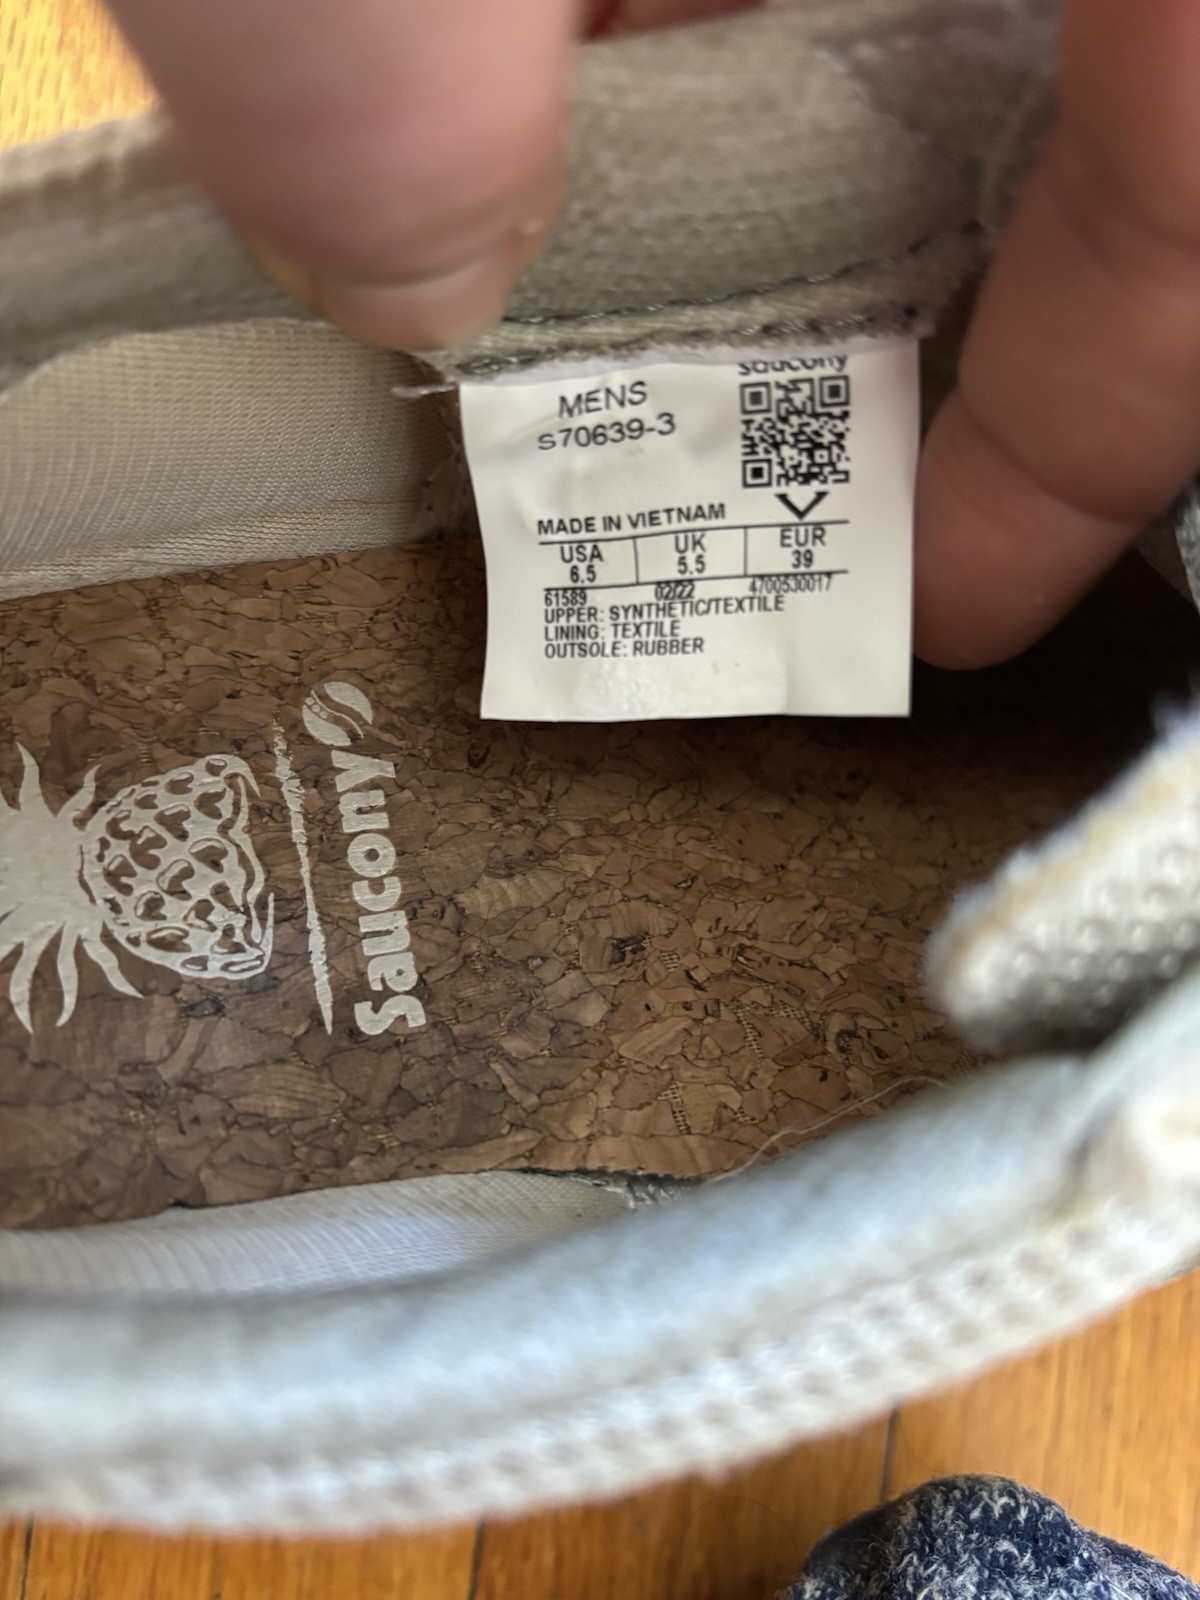 saucony
MENS
S70639-3
MADE IN VIETNAM
USA UK EUR
6.5 5.5 39
61589 02/22 4700530017
UPPER: SYNTHETIC/TEXTILE
LINING: TEXTILE
OUTSOLE: RUBBER
saucony